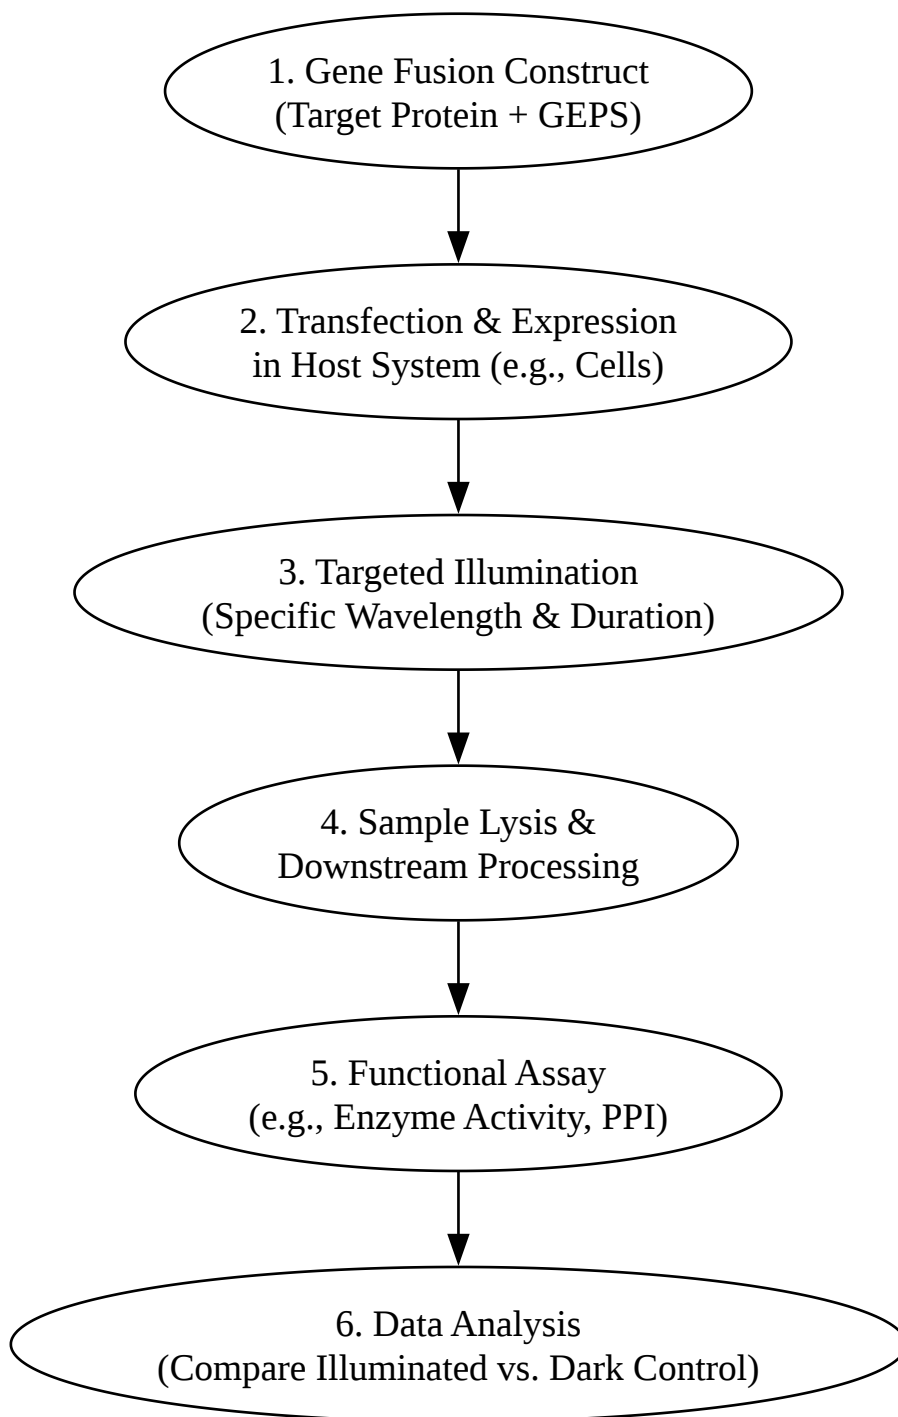 1. Gene Fusion Construct
(Target Protein + GEPS)
2. Transfection & Expression
in Host System (e.g., Cells)
3. Targeted Illumination
(Specific Wavelength & Duration)
4. Sample Lysis &
Downstream Processing
5. Functional Assay
(e.g., Enzyme Activity, PPI)
6. Data Analysis
(Compare Illuminated vs. Dark Control)